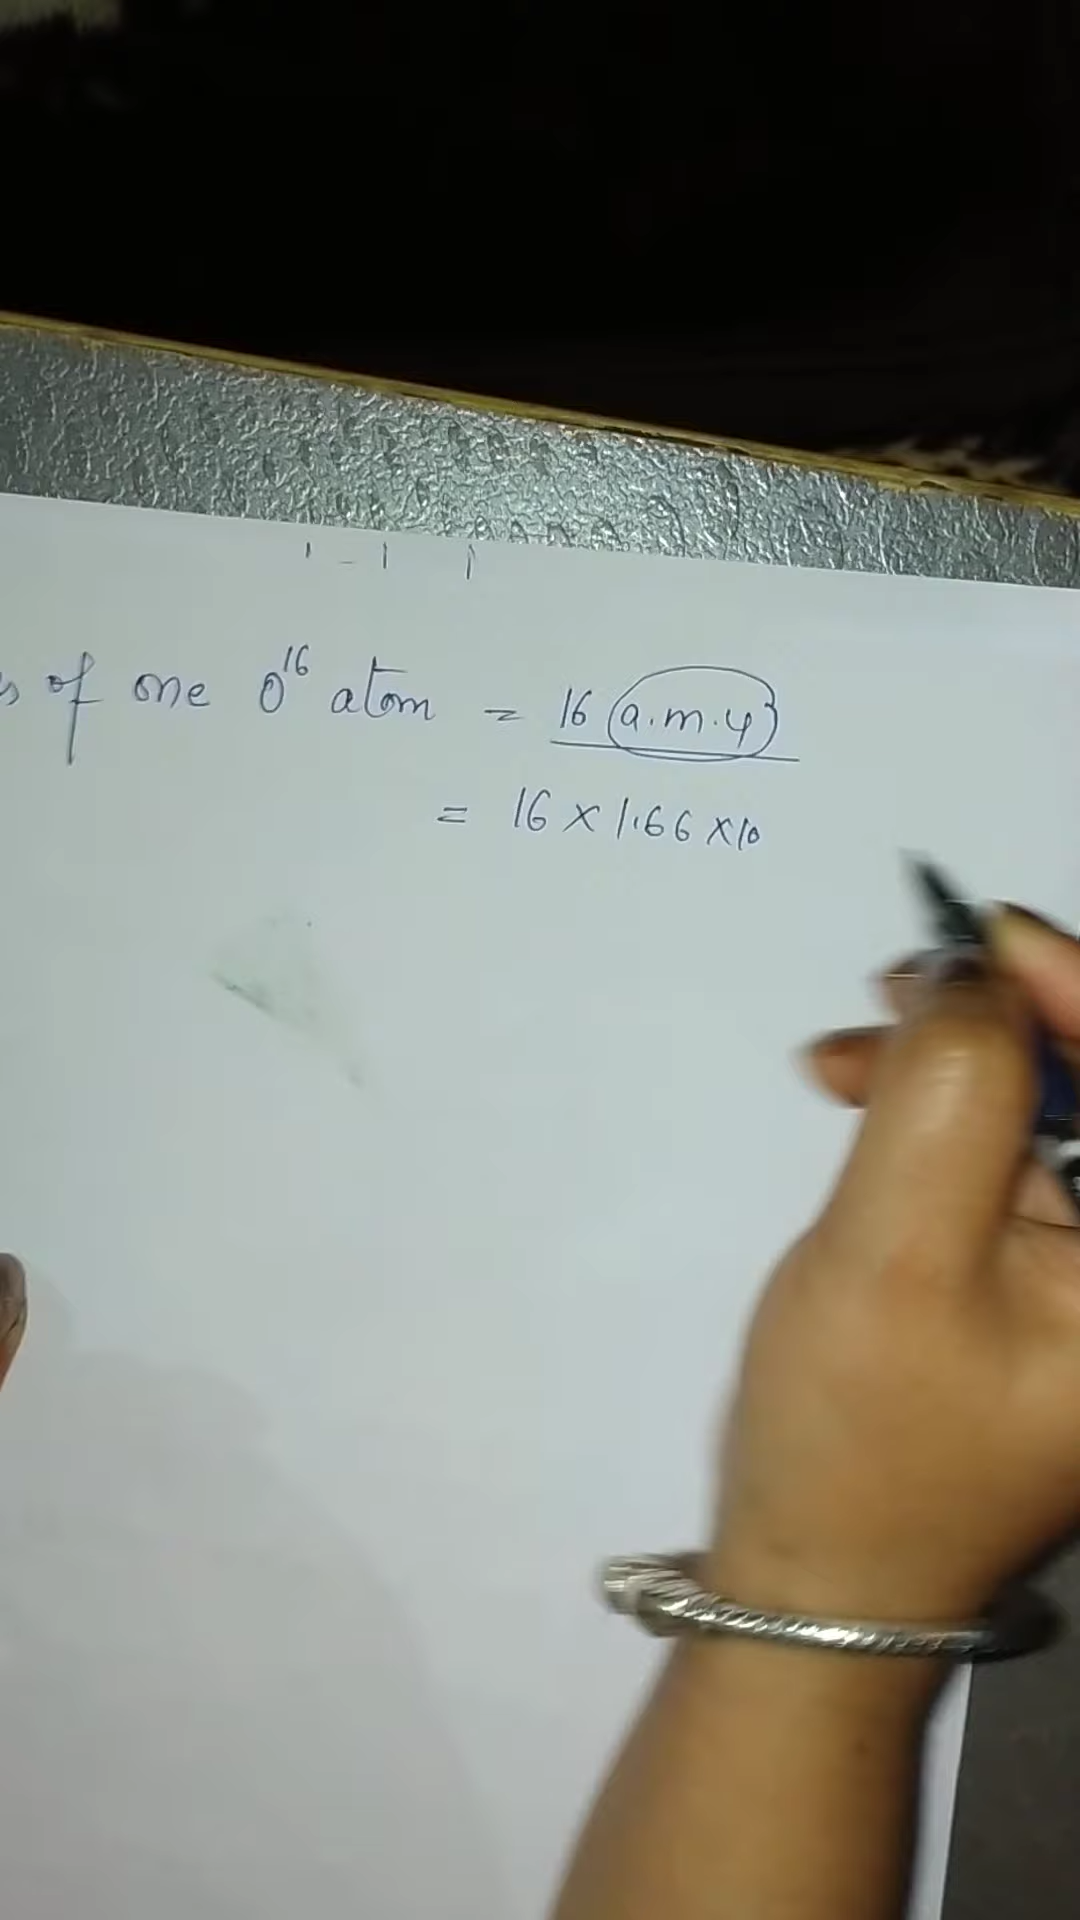 of one O¹⁶ atom = 16 (a.m.u)
= 16 × 1.66 × 10